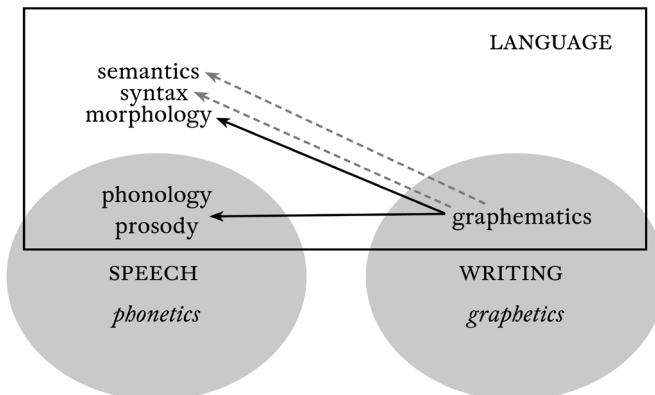 LANGUAGE
semantics
syntax
morphology
phonology
prosody
graphematics
SPEECH
WRITING
phonetics
graphetics